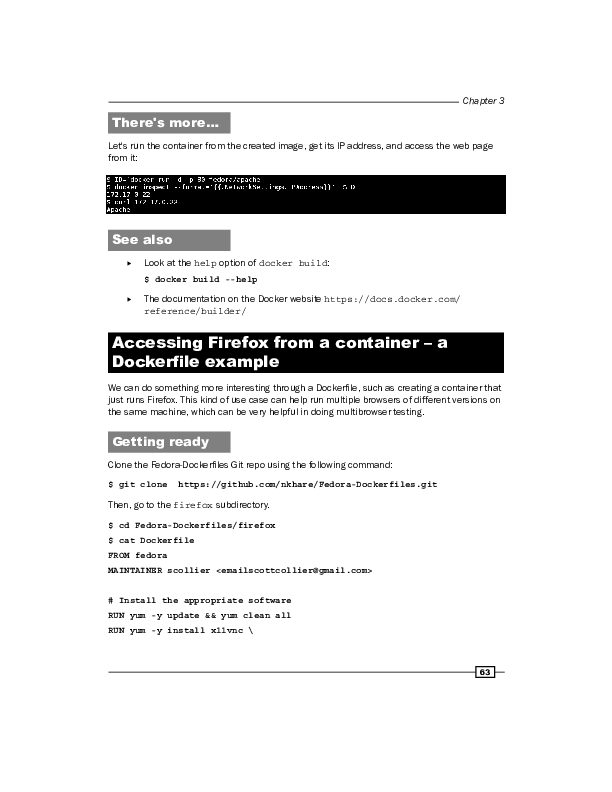 Chapter 3
There's more...
Let's run the container from the created image, get its IP address, and access the web page
from it:
$ ID=`docker run -d -p 80 fedora/apache`
$ docker inspect --format='{{.NetworkSettings.IPAddress}}' $ID
172.17.0.22
$ curl 172.17.0.22
Apache
See also
▶ Look at the help option of docker build:
$ docker build --help
▶ The documentation on the Docker website https://docs.docker.com/
reference/builder/
Accessing Firefox from a container – a
Dockerfile example
We can do something more interesting through a Dockerfile, such as creating a container that
just runs Firefox. This kind of use case can help run multiple browsers of different versions on
the same machine, which can be very helpful in doing multibrowser testing.
Getting ready
Clone the Fedora-Dockerfiles Git repo using the following command:
$ git clone  https://github.com/nkhare/Fedora-Dockerfiles.git
Then, go to the firefox subdirectory.
$ cd Fedora-Dockerfiles/firefox
$ cat Dockerfile
FROM fedora
MAINTAINER scollier <emailscottcollier@gmail.com>
# Install the appropriate software
RUN yum -y update && yum clean all
RUN yum -y install x11vnc \
63